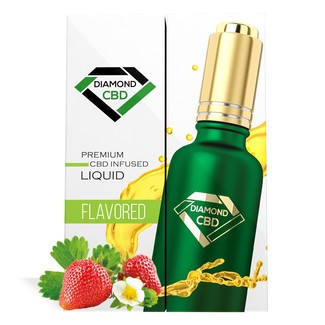 DIAMOND
CBD
PREMIUM
CBD INFUSED
LIQUID
FLAVORED
DIAMOND
CBD